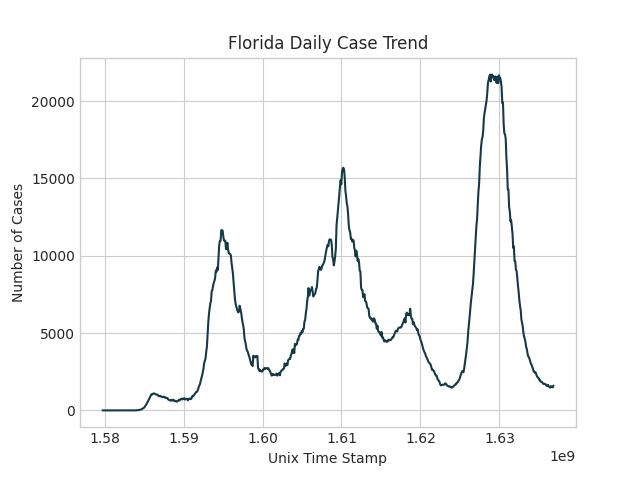 Florida Daily Case Trend
Number of Cases
20000
15000
10000
5000
0
1.58 1.59 1.60 1.61 1.62 1.63
1e9
Unix Time Stamp